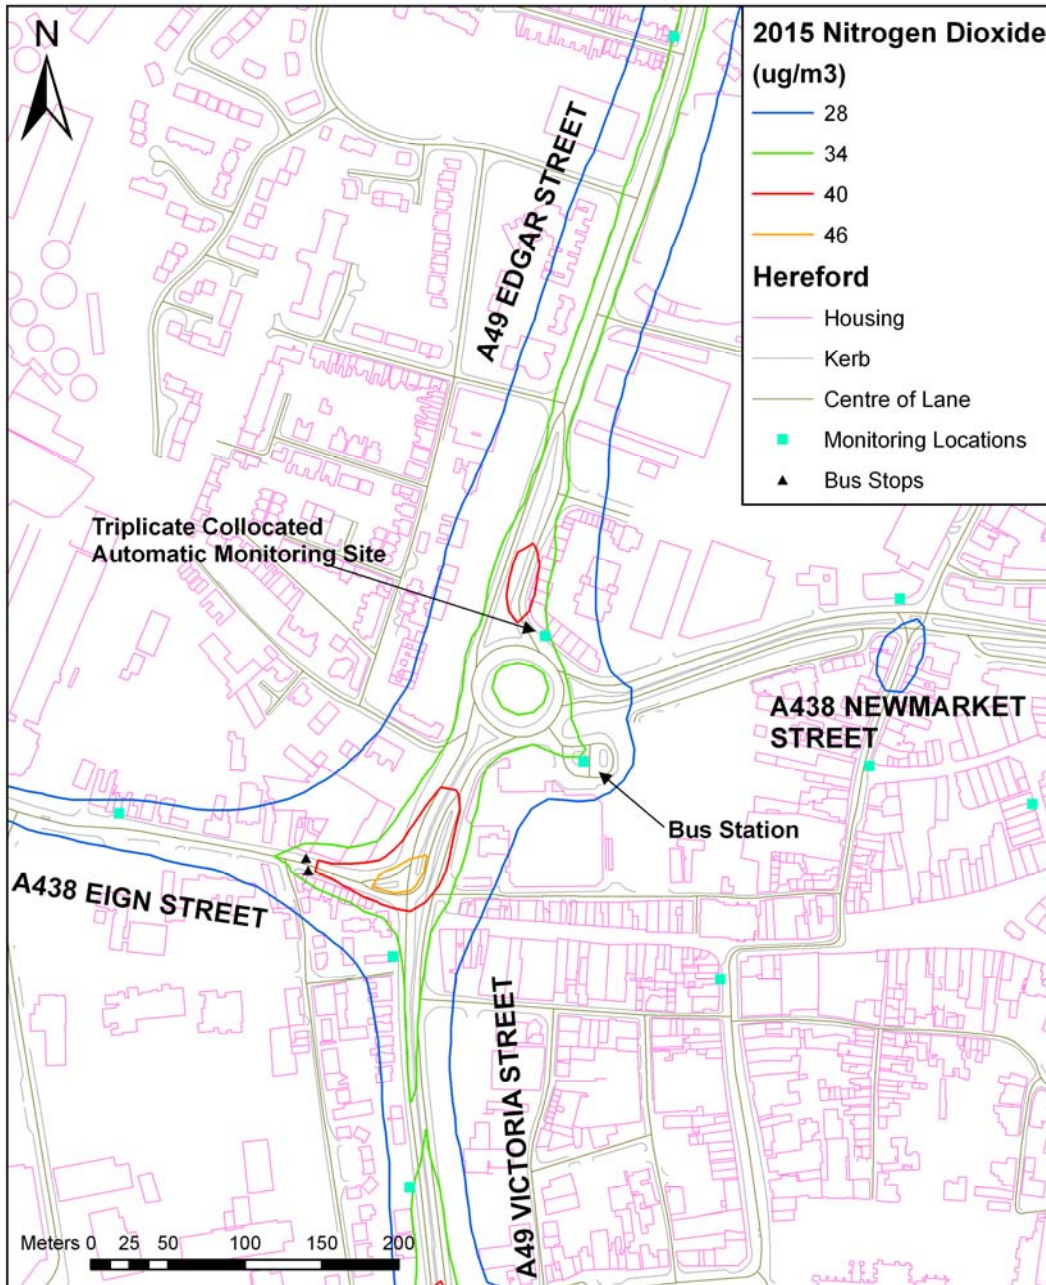 N
2015 Nitrogen Dioxide
(ug/m3)
28
34
40
46
Hereford
Housing
Kerb
Centre of Lane
Monitoring Locations
Bus Stops
A49 EDGAR STREET
Triplicate Collocated
Automatic Monitoring Site
A438 NEWMARKET
STREET
Bus Station
A438 EIGN STREET
A49 VICTORIA STREET
Meters 0 25 50 100 150 200